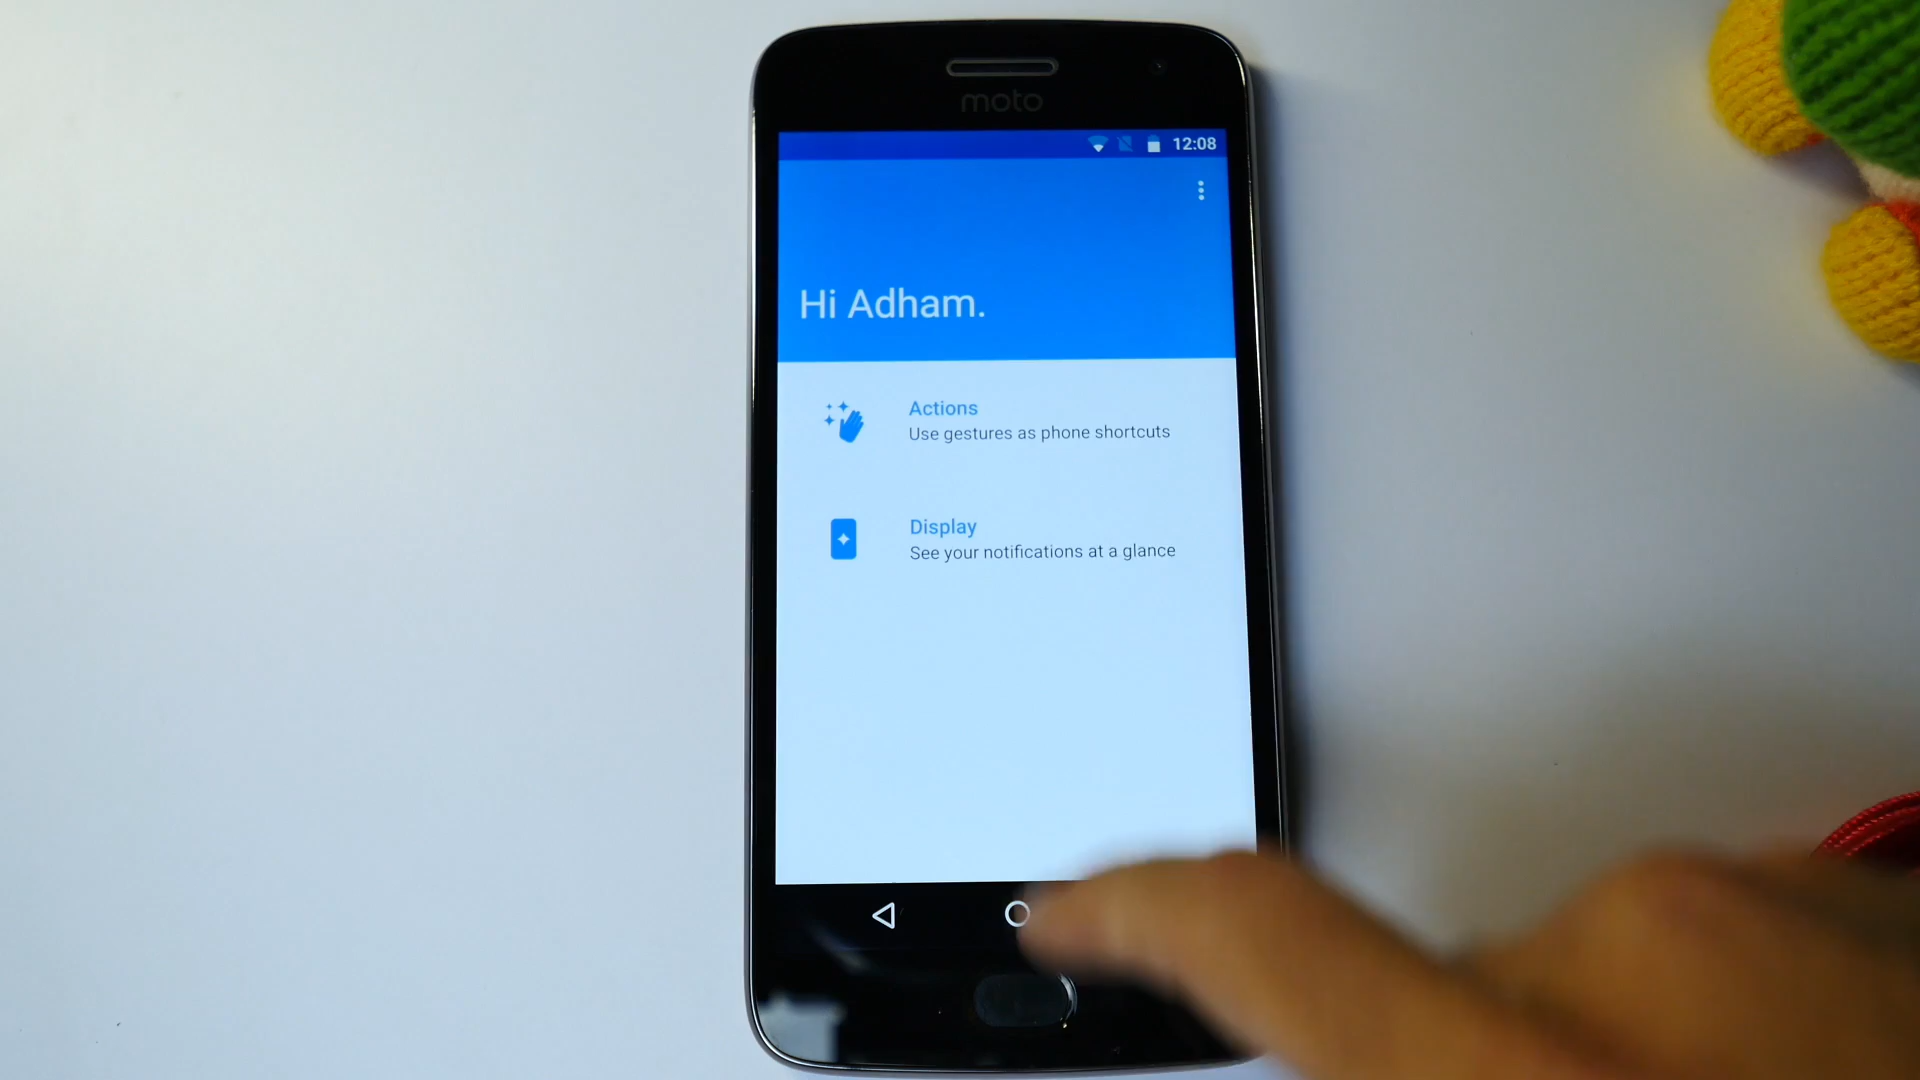 moto
12:08
Hi Adham.
Actions
Use gestures as phone shortcuts
Display
See your notifications at a glance